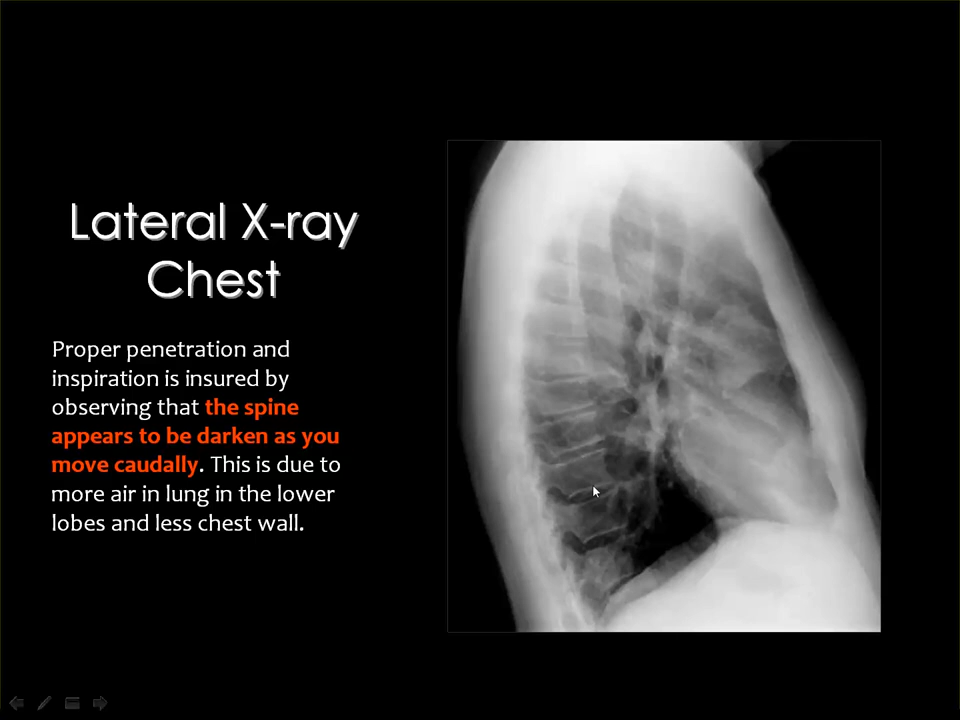 Lateral X-ray
Chest
Proper penetration and
inspiration is insured by
observing that the spine
appears to be darken as you
move caudally. This is due to
more air in lung in the lower
lobes and less chest wall.